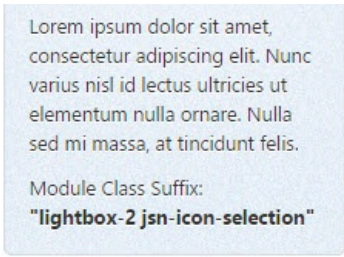 Lorem ipsum dolor sit amet,
consectetur adipiscing elit. Nunc
varius nisl id lectus ultricies ut
elementum nulla ornare. Nulla
sed mi massa, at tincidunt felis.
Module Class Suffix:
"lightbox-2 jsn-icon-selection"